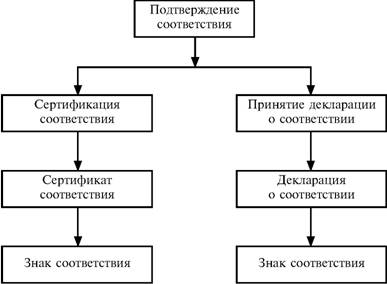 Подтверждение
соответствия
Сертификация
соответствия
Принятие декларации
о соответствии
Сертификат
соответствия
Декларация
о соответствии
Знак соответствия
Знак соответствия